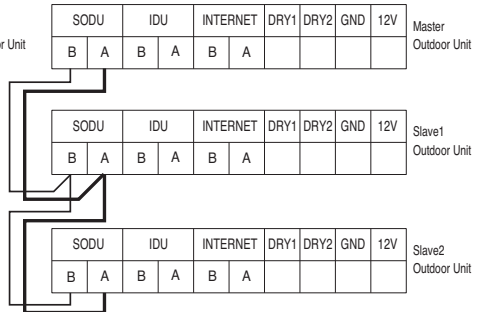 SODU IDU INTERNET DRY1 DRY2 GND 12V
B A B A B A
Master
Outdoor Unit
r Unit
SODU IDU INTERNET DRY1 DRY2 GND 12V
B A B A B A
Slave1
Outdoor Unit
SODU IDU INTERNET DRY1 DRY2 GND 12V
B A B A B A
Slave2
Outdoor Unit